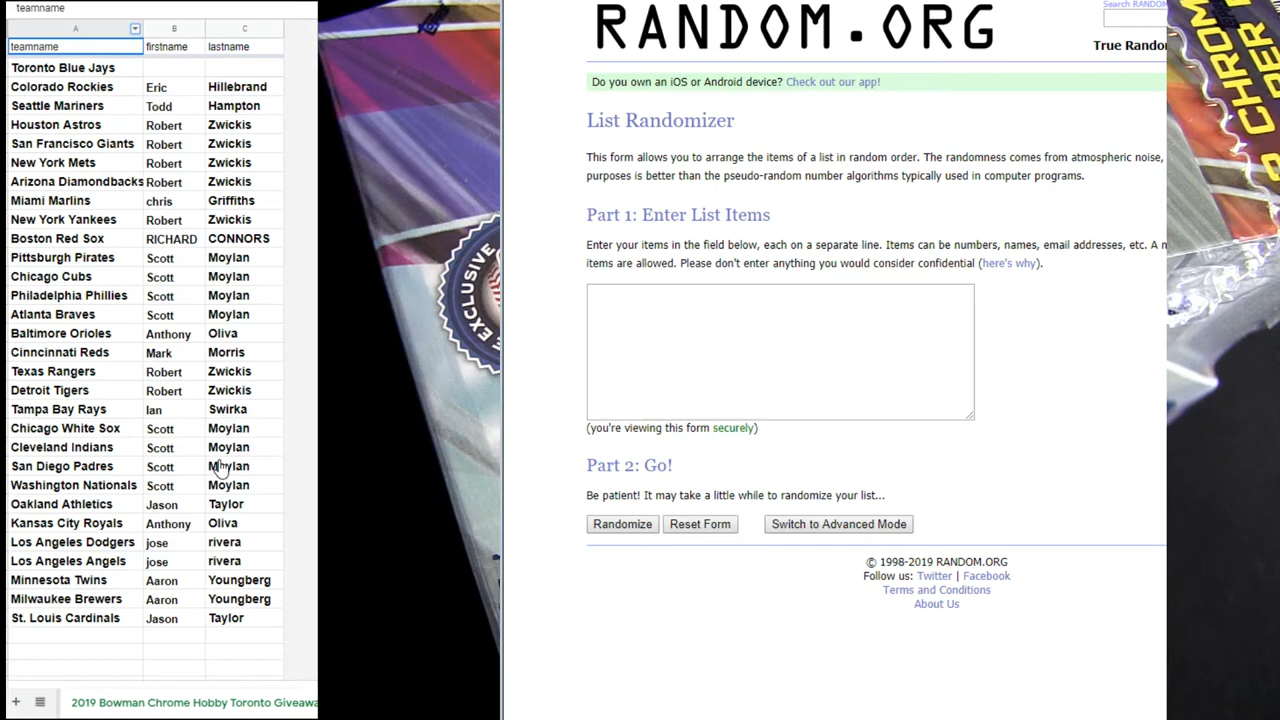 teamname
A B C
teamname firstname lastname
Toronto Blue Jays
Colorado Rockies Eric Hillebrand
Seattle Mariners Todd Hampton
Houston Astros Robert Zwickis
San Francisco Giants Robert Zwickis
New York Mets Robert Zwickis
Arizona Diamondbacks Robert Zwickis
Miami Marlins chris Griffiths
New York Yankees Robert Zwickis
Boston Red Sox RICHARD CONNORS
Pittsburgh Pirates Scott Moylan
Chicago Cubs Scott Moylan
Philadelphia Phillies Scott Moylan
Atlanta Braves Scott Moylan
Baltimore Orioles Anthony Oliva
Cinncinnati Reds Mark Morris
Texas Rangers Robert Zwickis
Detroit Tigers Robert Zwickis
Tampa Bay Rays Ian Swirka
Chicago White Sox Scott Moylan
Cleveland Indians Scott Moylan
San Diego Padres Scott Moylan
Washington Nationals Scott Moylan
Oakland Athletics Jason Taylor
Kansas City Royals Anthony Oliva
Los Angeles Dodgers jose rivera
Los Angeles Angels jose rivera
Minnesota Twins Aaron Youngberg
Milwaukee Brewers Aaron Youngberg
St. Louis Cardinals Jason Taylor
2019 Bowman Chrome Hobby Toronto Giveawa
EXCLUSIVE
Search RANDOM
RANDOM.ORG
True Rando
Do you own an iOS or Android device? Check out our app!
List Randomizer
This form allows you to arrange the items of a list in random order. The randomness comes from atmospheric noise,
purposes is better than the pseudo-random number algorithms typically used in computer programs.
Part 1: Enter List Items
Enter your items in the field below, each on a separate line. Items can be numbers, names, email addresses, etc. A m
items are allowed. Please don't enter anything you would consider confidential (here's why).
(you're viewing this form securely)
Part 2: Go!
Be patient! It may take a little while to randomize your list...
Randomize Reset Form Switch to Advanced Mode
© 1998-2019 RANDOM.ORG
Follow us: Twitter | Facebook
Terms and Conditions
About Us
CHROM
DER